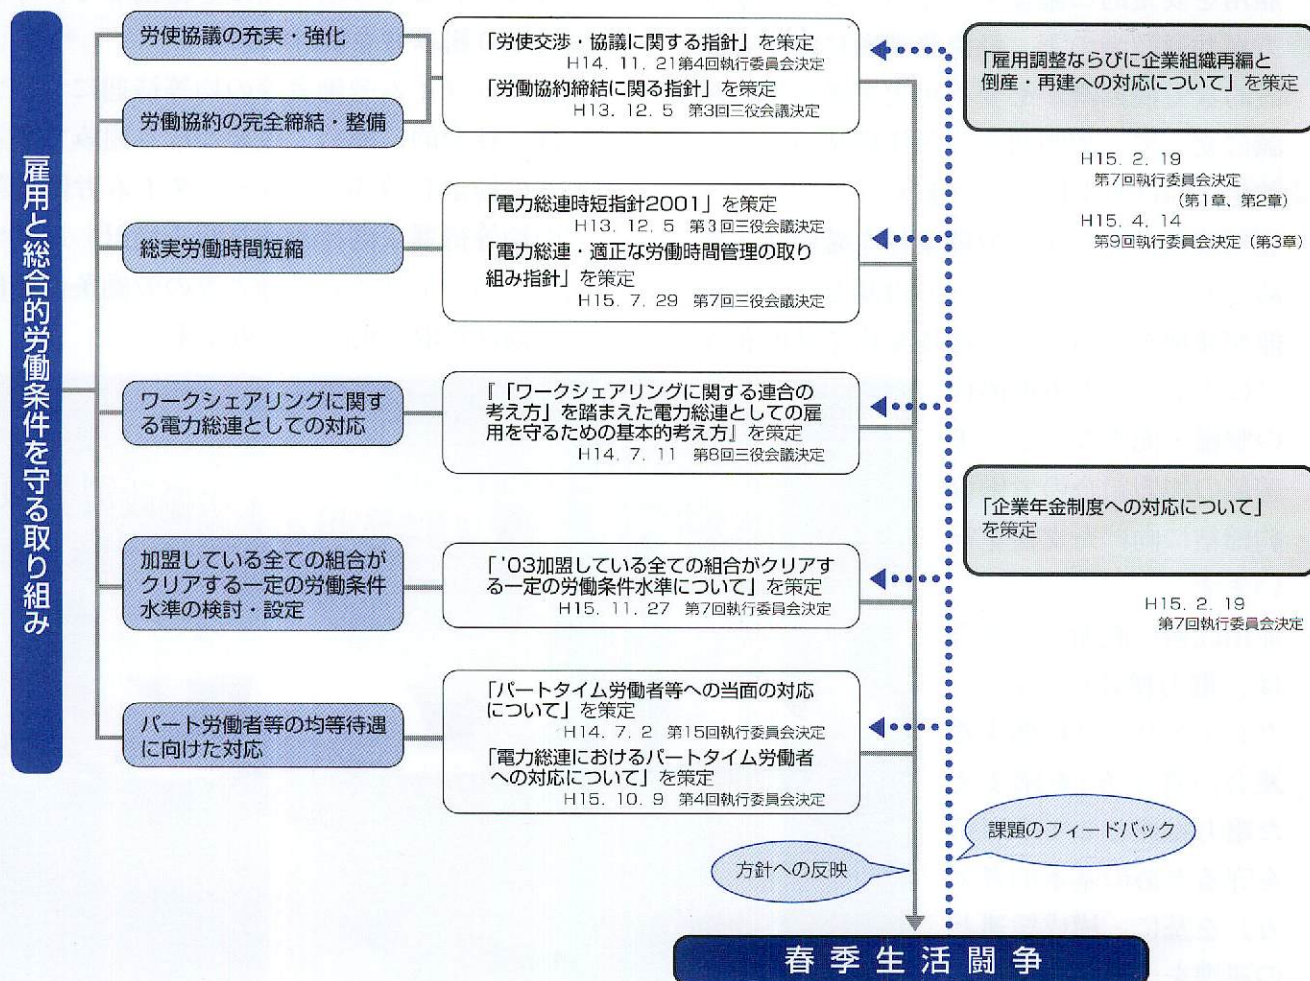 雇用と総合的労働条件を守る取り組み
労使協議の充実・強化
労働協約の完全締結・整備
「労使交渉・協議に関する指針」を策定
H14. 11. 21第4回執行委員会決定
「労働協約締結に関る指針」を策定
H13. 12. 5 第3回三役会議決定
総実労働時間短縮
「電力総連時短指針2001」を策定
H13. 12. 5 第3回三役会議決定
「電力総連・適正な労働時間管理の取り
組み指針」を策定
H15. 7. 29 第7回三役会議決定
ワークシェアリングに関す
る電力総連としての対応
『「ワークシェアリングに関する連合の
考え方」を踏まえた電力総連としての雇
用を守るための基本的考え方』を策定
H14. 7. 11 第8回三役会議決定
加盟している全ての組合が
クリアする一定の労働条件
水準の検討・設定
「'03加盟している全ての組合がクリアす
る一定の労働条件水準について」を策定
H15. 11. 27 第7回執行委員会決定
パート労働者等の均等待遇
に向けた対応
「パートタイム労働者等への当面の対応
について」を策定
H14. 7. 2 第15回執行委員会決定
「電力総連におけるパートタイム労働者
への対応について」を策定
H15. 10. 9 第4回執行委員会決定
「雇用調整ならびに企業組織再編と
倒産・再建への対応について」を策定
H15. 2. 19
第7回執行委員会決定
(第1章、第2章)
H15. 4. 14
第9回執行委員会決定(第3章)
「企業年金制度への対応について」
を策定
H15. 2. 19
第7回執行委員会決定
課題のフィードバック
方針への反映
春季生活闘争